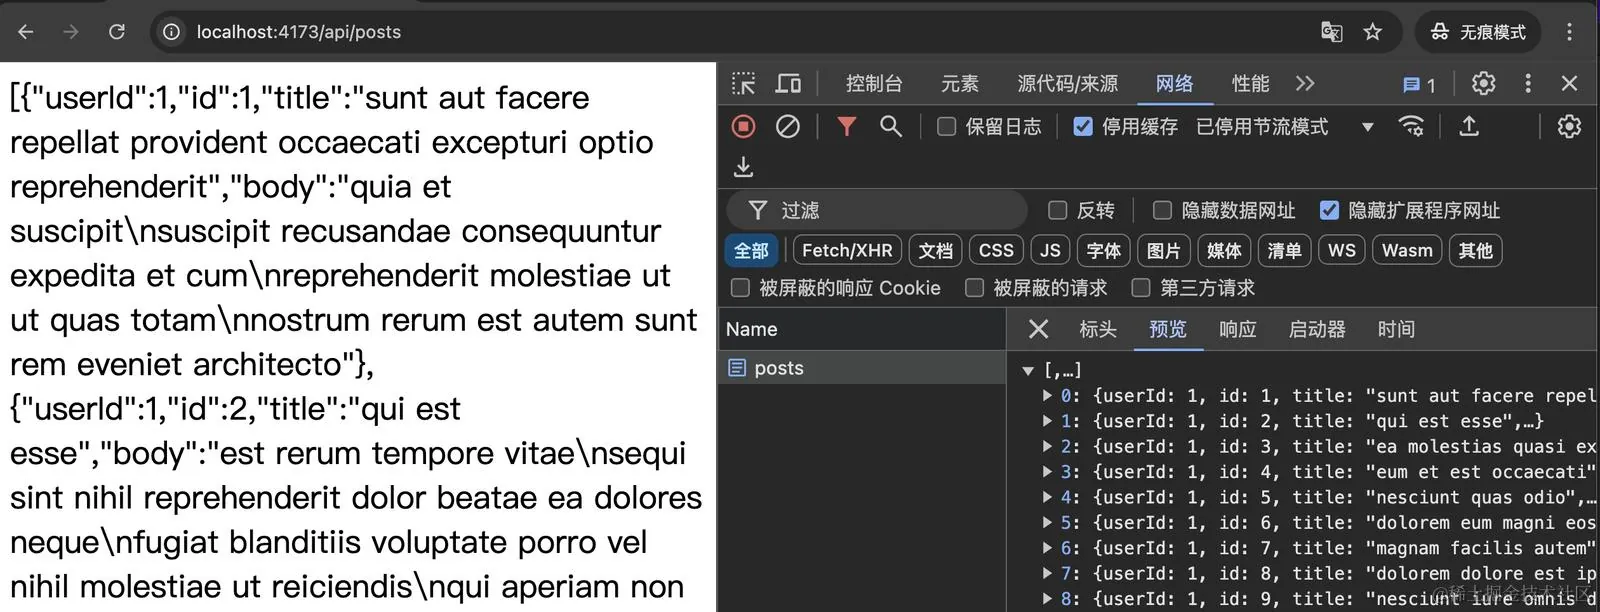 localhost:4173/api/posts
无痕模式
[{"userId":1,"id":1,"title":"sunt aut facere
repellat provident occaecati excepturi optio
reprehenderit","body":"quia et
suscipit\nsuscipit recusandae consequuntur
expedita et cum\nreprehenderit molestiae ut
ut quas totam\nnostrum rerum est autem sunt
rem eveniet architecto"},
{"userId":1,"id":2,"title":"qui est
esse","body":"est rerum tempore vitae\nsequi
sint nihil reprehenderit dolor beatae ea dolores
neque\nfugiat blanditiis voluptate porro vel
nihil molestiae ut reiciendis\nqui aperiam non
控制台 元素 源代码/来源 网络 性能 1
保留日志 停用缓存 已停用节流模式
过滤 反转 隐藏数据网址 隐藏扩展程序网址
全部 Fetch/XHR 文档 CSS JS 字体 图片 媒体 清单 WS Wasm 其他
被屏蔽的响应 Cookie 被屏蔽的请求 第三方请求
Name
posts
标头 预览 响应 启动器 时间
[,…]
0: {userId: 1, id: 1, title: "sunt aut facere repel
1: {userId: 1, id: 2, title: "qui est esse",…}
2: {userId: 1, id: 3, title: "ea molestias quasi ex
3: {userId: 1, id: 4, title: "eum et est occaecati"
4: {userId: 1, id: 5, title: "nesciunt quas odio",…
5: {userId: 1, id: 6, title: "dolorem eum magni eos
6: {userId: 1, id: 7, title: "magnam facilis autem"
7: {userId: 1, id: 8, title: "dolorem dolore est ip
8: {userId: 1, id: 9, title: "nesciunt iure omnis d
@稀土掘金技术社区